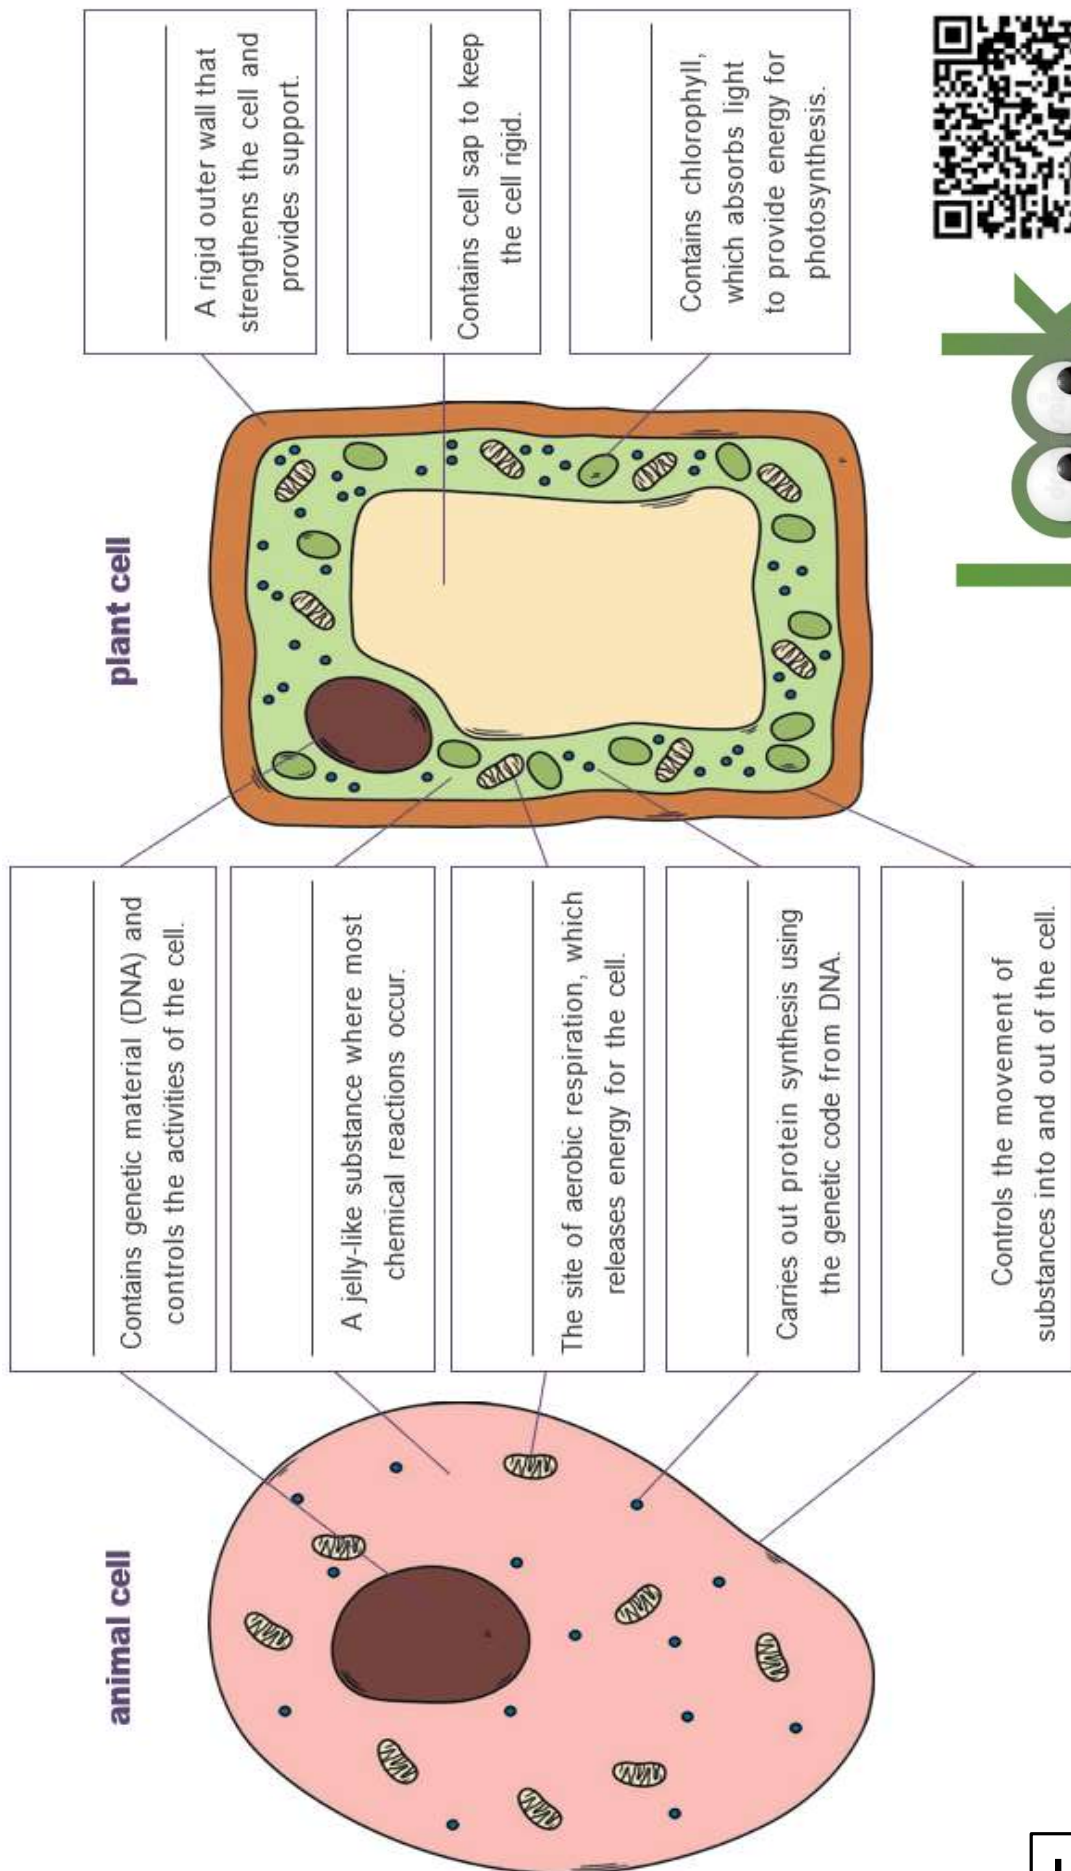 animal cell
plant cell
Contains genetic material (DNA) and
controls the activities of the cell.
A jelly-like substance where most
chemical reactions occur.
The site of aerobic respiration, which
releases energy for the cell.
Carries out protein synthesis using
the genetic code from DNA.
Controls the movement of
substances into and out of the cell.
A rigid outer wall that
strengthens the cell and
provides support.
Contains cell sap to keep
the cell rigid.
Contains chlorophyll,
which absorbs light
to provide energy for
photosynthesis.
look